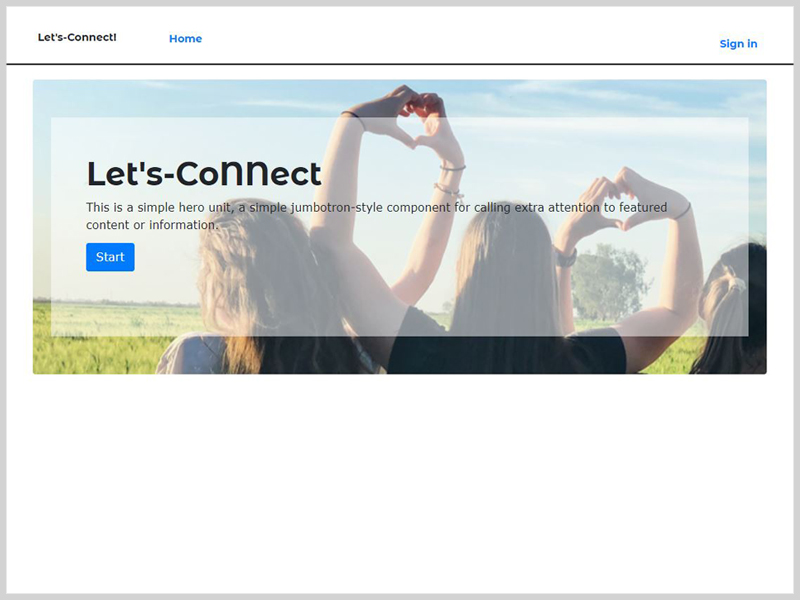 Let's-Connect!
Home
Sign in
Let's-CoNNect
This is a simple hero unit, a simple jumbotron-style component for calling extra attention to featured
content or information.
Start